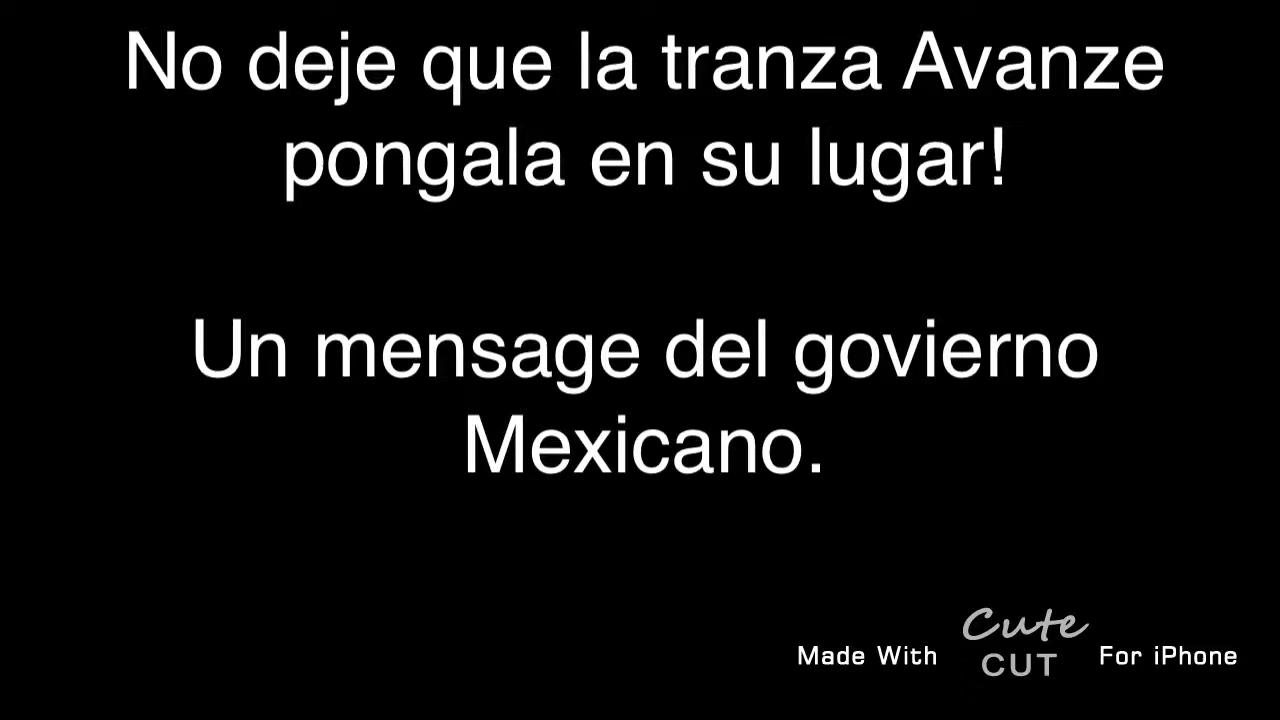 No deje que la tranza Avanze
pongala en su lugar!
Un mensage del govierno
Mexicano.
Made With Cute CUT For iPhone